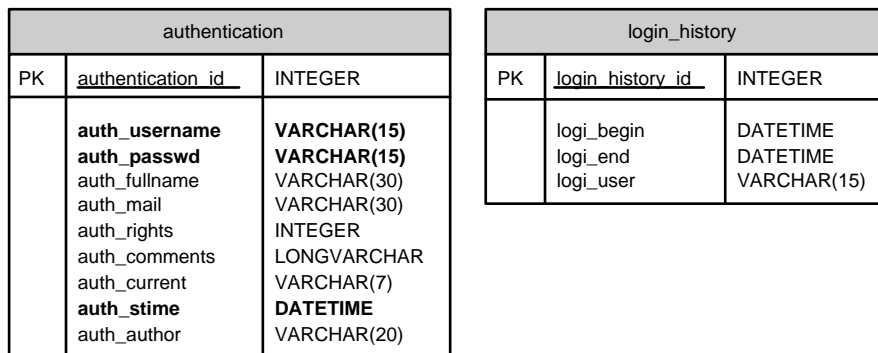 authentication
PK authentication_id INTEGER
auth_username VARCHAR(15)
auth_passwd VARCHAR(15)
auth_fullname VARCHAR(30)
auth_mail VARCHAR(30)
auth_rights INTEGER
auth_comments LONGVARCHAR
auth_current VARCHAR(7)
auth_stime DATETIME
auth_author VARCHAR(20)
login_history
PK login_history_id INTEGER
logi_begin DATETIME
logi_end DATETIME
logi_user VARCHAR(15)